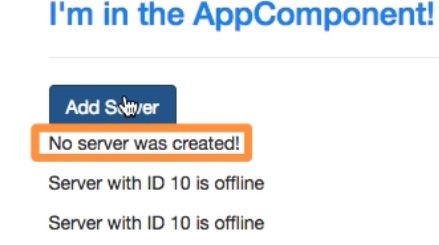 I'm in the AppComponent!
Add Server
No server was created!
Server with ID 10 is offline
Server with ID 10 is offline